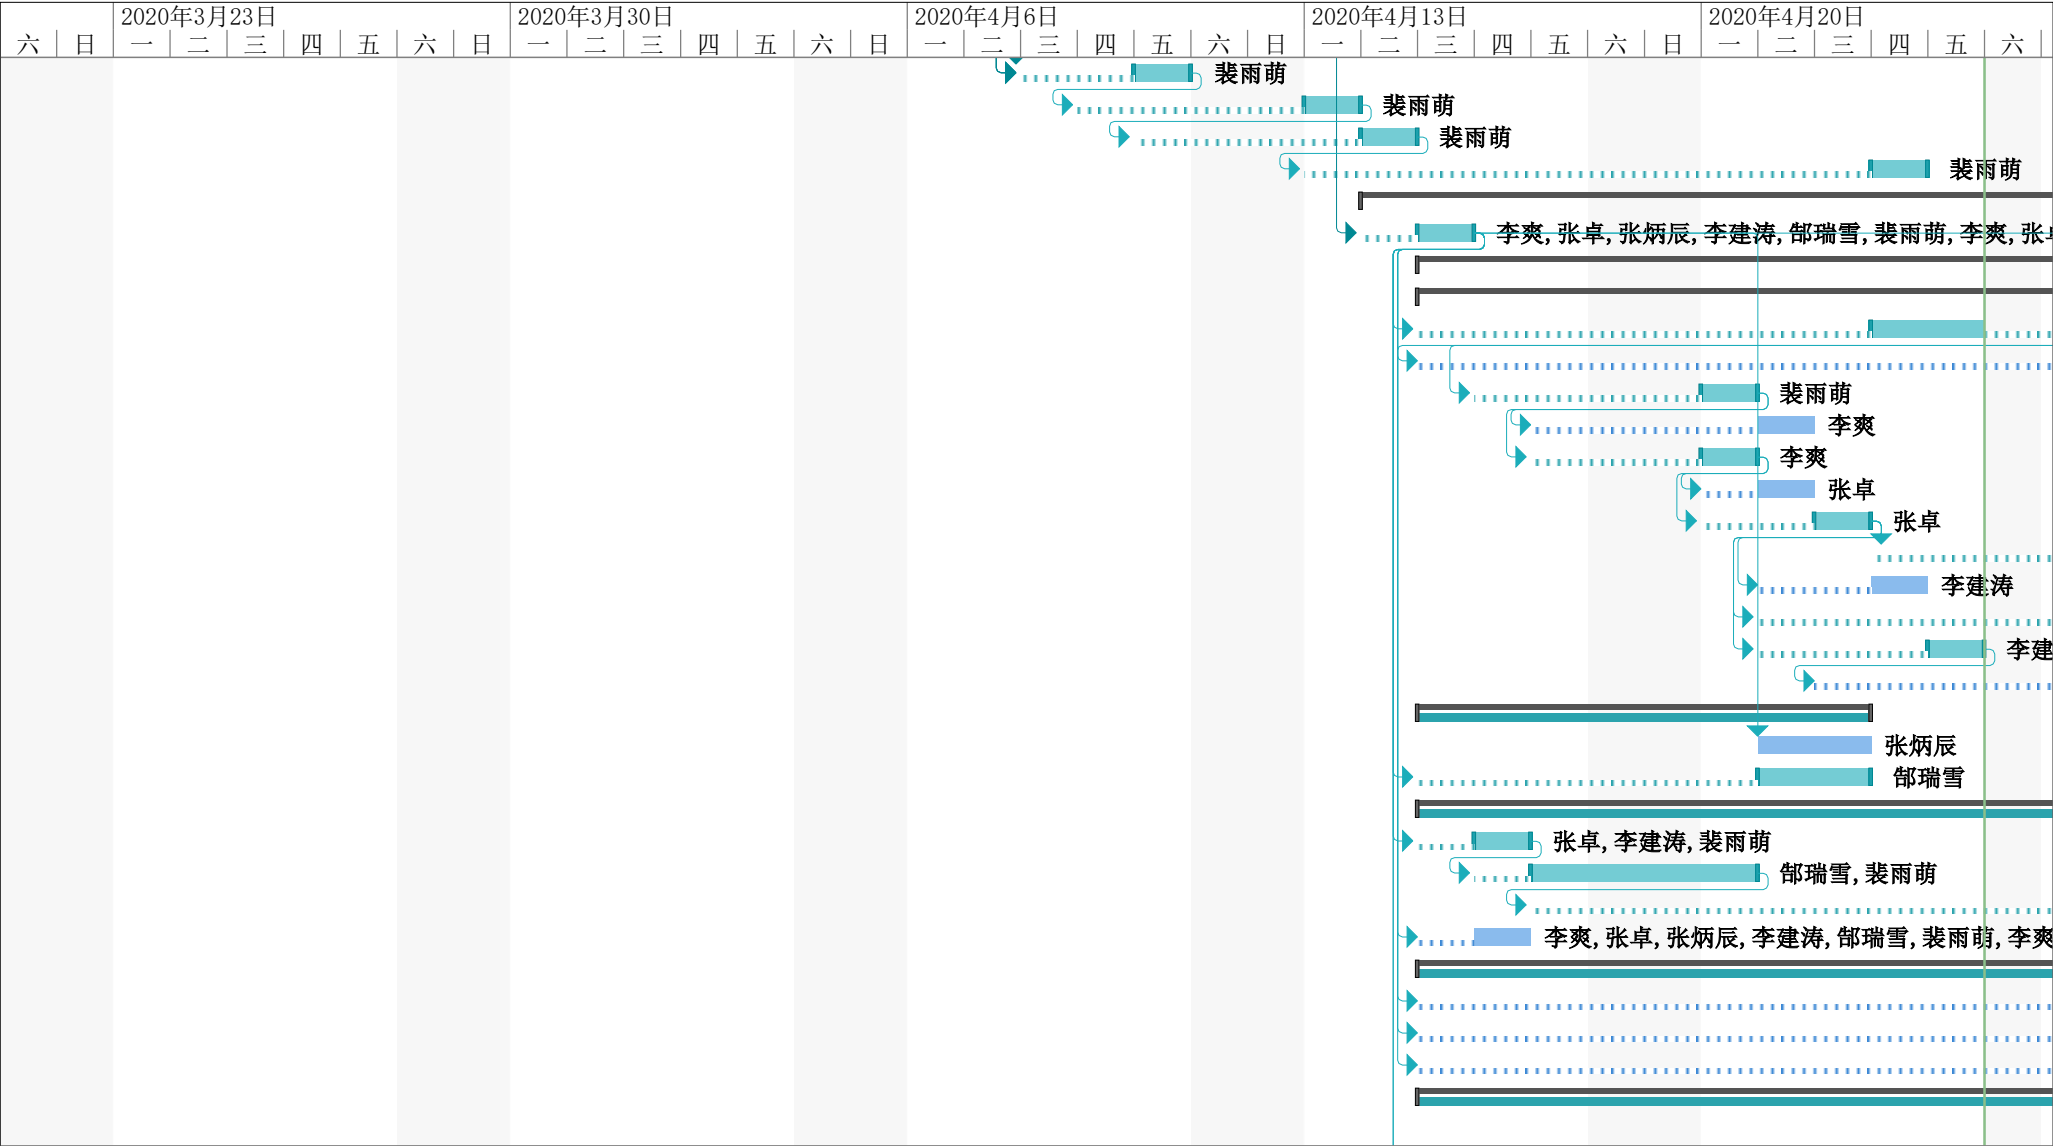 2020年3月23日 2020年3月30日 2020年4月6日 2020年4月13日 2020年4月20日
六 日 一 二 三 四 五 六 日 一 二 三 四 五 六 日 一 二 三 四 五 六 日 一 二 三 四 五 六 日 一 二 三 四 五 六
裴雨萌
裴雨萌
裴雨萌
裴雨萌
李爽, 张卓, 张炳辰, 李建涛, 郜瑞雪, 裴雨萌, 李爽, 张
裴雨萌
李爽
李爽
张卓
张卓
李建涛
李建
张炳辰
郜瑞雪
张卓, 李建涛, 裴雨萌
郜瑞雪, 裴雨萌
李爽, 张卓, 张炳辰, 李建涛, 郜瑞雪, 裴雨萌, 李爽